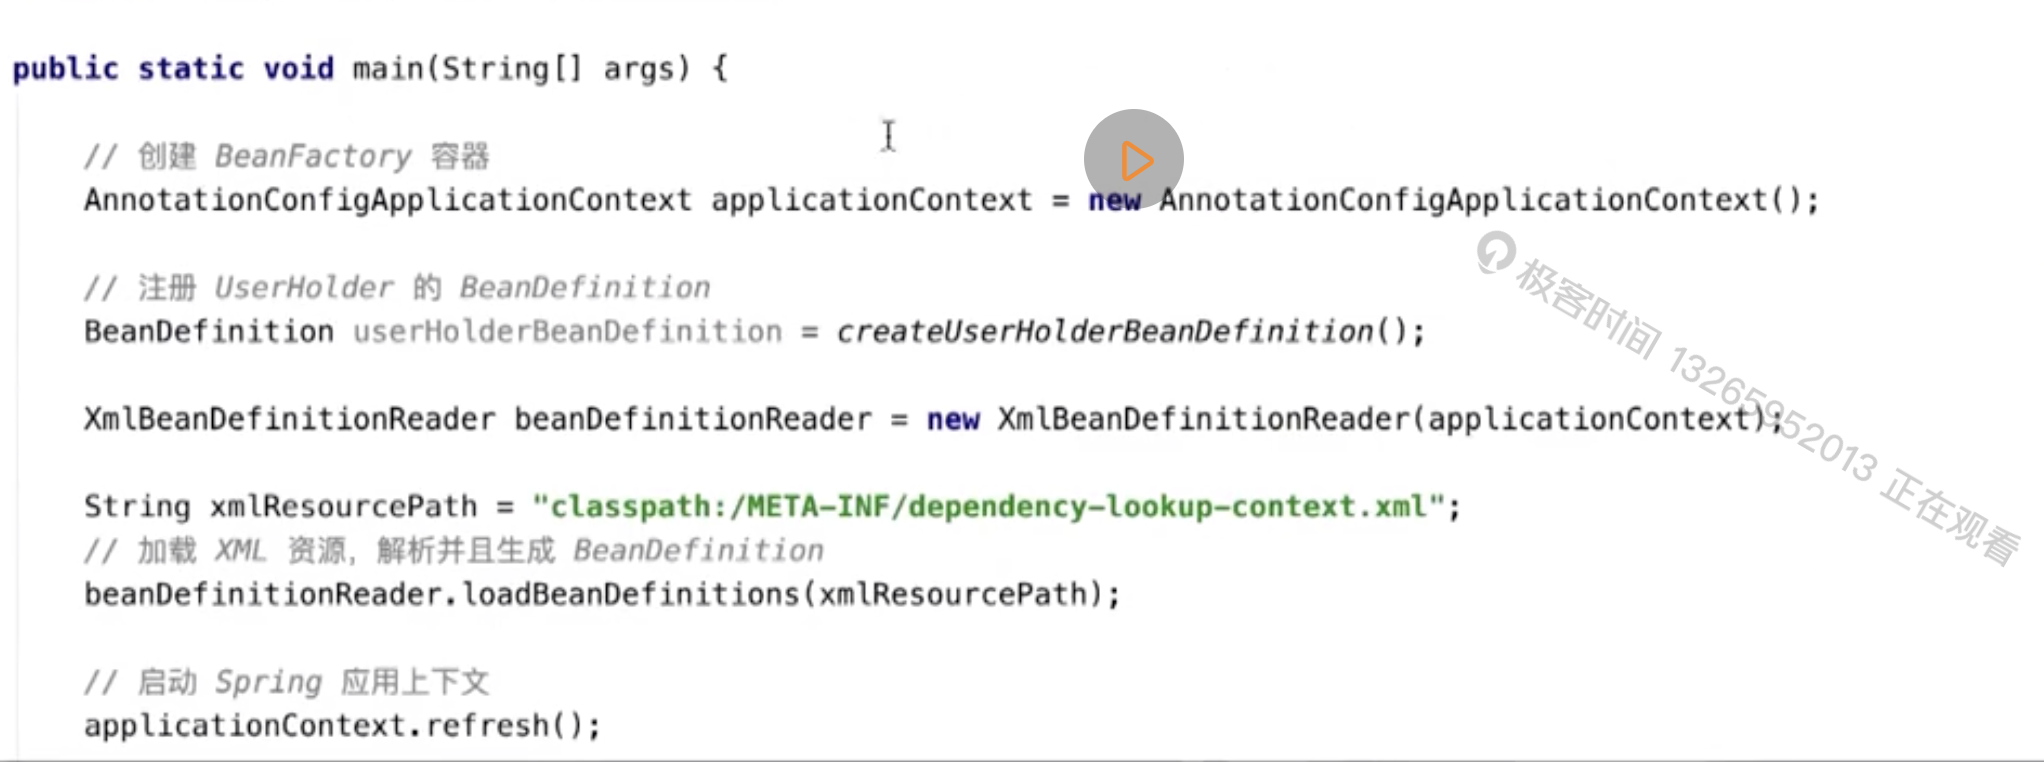 public static void main(String[] args) {
// 创建 BeanFactory 容器
AnnotationConfigApplicationContext applicationContext = new AnnotationConfigApplicationContext();
// 注册 UserHolder 的 BeanDefinition
BeanDefinition userHolderBeanDefinition = createUserHolderBeanDefinition();
XmlBeanDefinitionReader beanDefinitionReader = new XmlBeanDefinitionReader(applicationContext);
String xmlResourcePath = "classpath:/META-INF/dependency-lookup-context.xml";
// 加载 XML 资源，解析并且生成 BeanDefinition
beanDefinitionReader.loadBeanDefinitions(xmlResourcePath);
// 启动 Spring 应用上下文
applicationContext.refresh();
极客时间 13265952013 正在观看